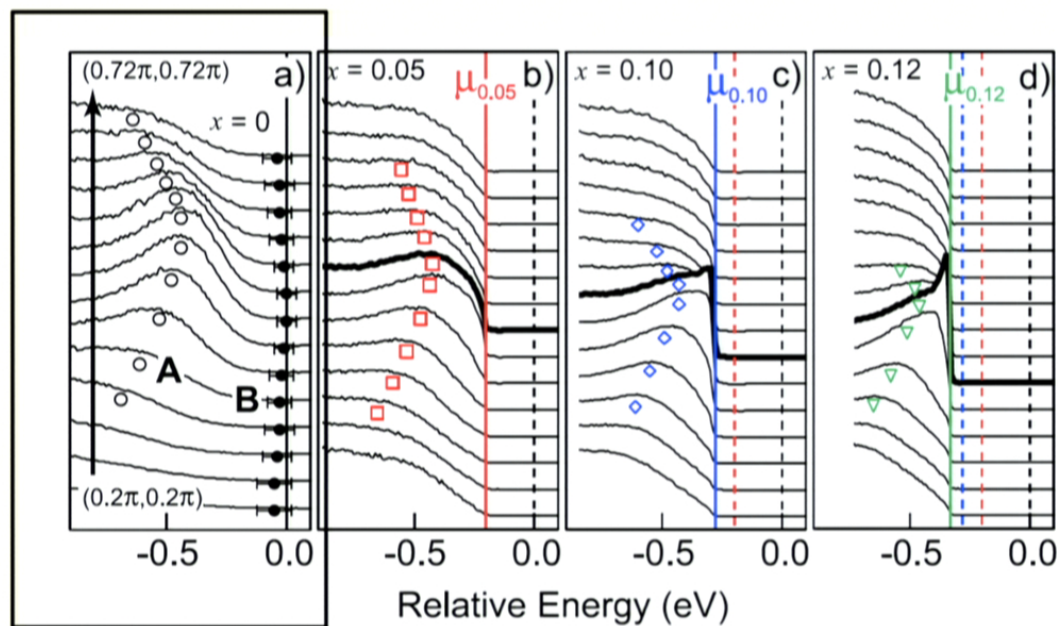 (0.72π,0.72π) a)
x = 0
A
B
(0.2π,0.2π)
x = 0.05 b)
μ0.05
x = 0.10 c)
μ0.10
x = 0.12 d)
μ0.12
-0.5 0.0 -0.5 0.0 -0.5 0.0 -0.5 0.0
Relative Energy (eV)